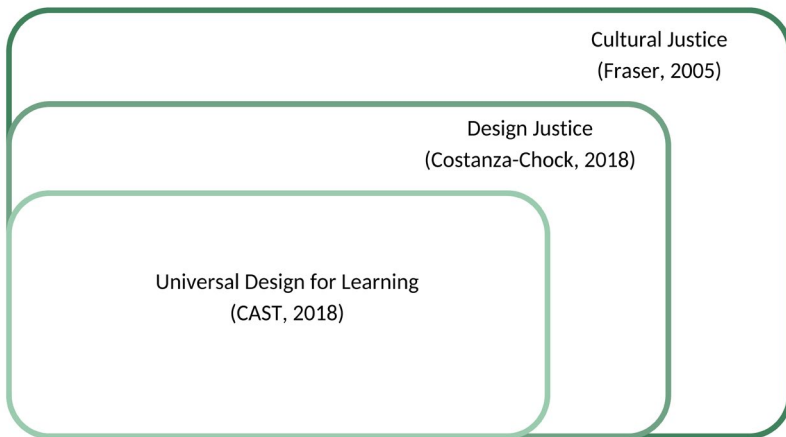 Cultural Justice
(Fraser, 2005)
Design Justice
(Costanza-Chock, 2018)
Universal Design for Learning
(CAST, 2018)